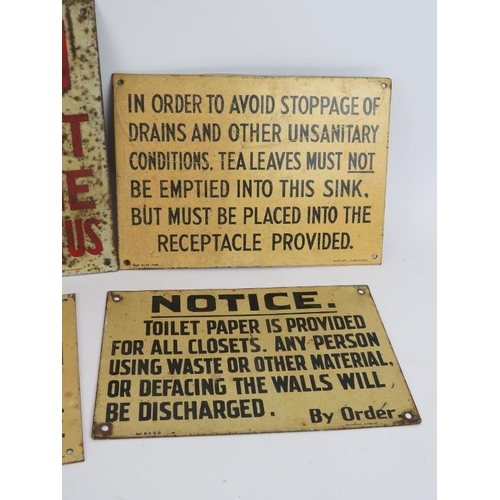 T
E
US
IN ORDER TO AVOID STOPPAGE OF
DRAINS AND OTHER UNSANITARY
CONDITIONS, TEA LEAVES MUST NOT
BE EMPTIED INTO THIS SINK,
BUT MUST BE PLACED INTO THE
RECEPTACLE PROVIDED.
NOTICE.
TOILET PAPER IS PROVIDED
FOR ALL CLOSETS. ANY PERSON
USING WASTE OR OTHER MATERIAL,
OR DEFACING THE WALLS WILL
BE DISCHARGED.
By Order.